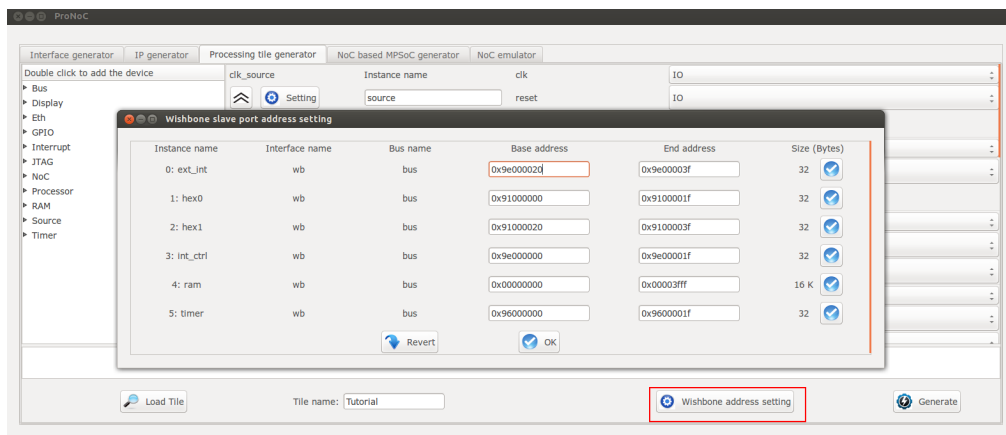 ProNoC
Interface generator IP generator Processing tile generator NoC based MPSoC generator NoC emulator
Double click to add the device
Bus
Display
Eth
GPIO
Interrupt
JTAG
NoC
Processor
RAM
Source
Timer
clk_source Instance name clk IO
Setting source reset IO
Wishbone slave port address setting
Instance name Interface name Bus name Base address End address Size (Bytes)
0: ext_int wb bus 0x9e000020 0x9e00003f 32
1: hex0 wb bus 0x91000000 0x9100001f 32
2: hex1 wb bus 0x91000020 0x9100003f 32
3: int_ctrl wb bus 0x9e000000 0x9e00001f 32
4: ram wb bus 0x00000000 0x00003fff 16 K
5: timer wb bus 0x96000000 0x9600001f 32
Revert OK
Load Tile Tile name: Tutorial Wishbone address setting Generate